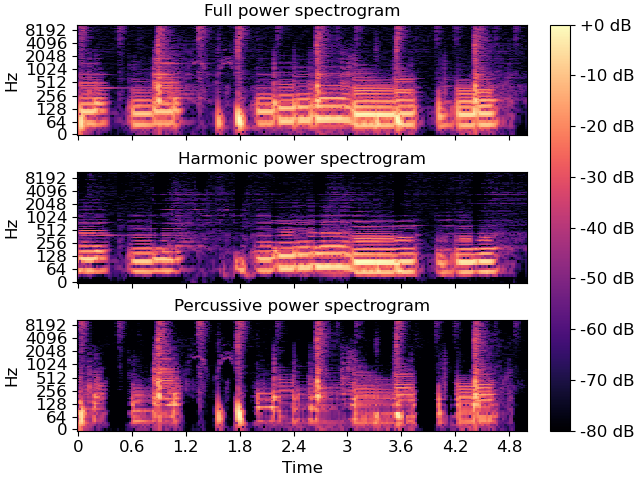 Full power spectrogram
8192
4096
2048
1024
512
256
128
64
0
Hz
Harmonic power spectrogram
8192
4096
2048
1024
512
256
128
64
0
Hz
Percussive power spectrogram
8192
4096
2048
1024
512
256
128
64
0
Hz
0 0.6 1.2 1.8 2.4 3 3.6 4.2 4.8
Time
+0 dB
-10 dB
-20 dB
-30 dB
-40 dB
-50 dB
-60 dB
-70 dB
-80 dB